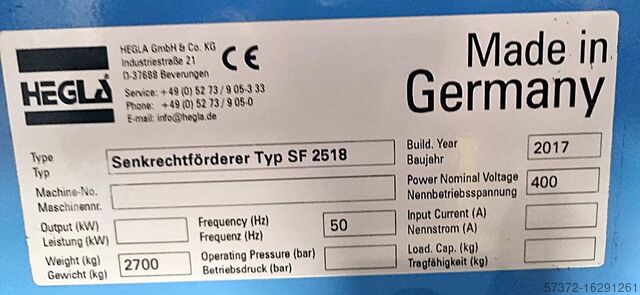 HEGLA
HEGLA GmbH & Co. KG
Industriestraße 21
D-37688 Beverungen
Service: +49 (0) 52 73 / 9 05-3 33
Phone: +49 (0) 52 73 / 9 05-0
E-mail: info@hegla.de
CE
Made in
Germany
Type
Typ
Senkrechtförderer Typ SF 2518
Build. Year
Baujahr
2017
Machine-No.
Maschinennr.
Power Nominal Voltage
Nennbetriebsspannung
400
Output (kW)
Leistung (kW)
Frequency (Hz)
Frequenz (Hz)
50
Input Current (A)
Nennstrom (A)
Weight (kg)
Gewicht (kg)
2700
Operating Pressure (bar)
Betriebsdruck (bar)
Load. Cap. (kg)
Tragfähigkeit (kg)
57372-16291261